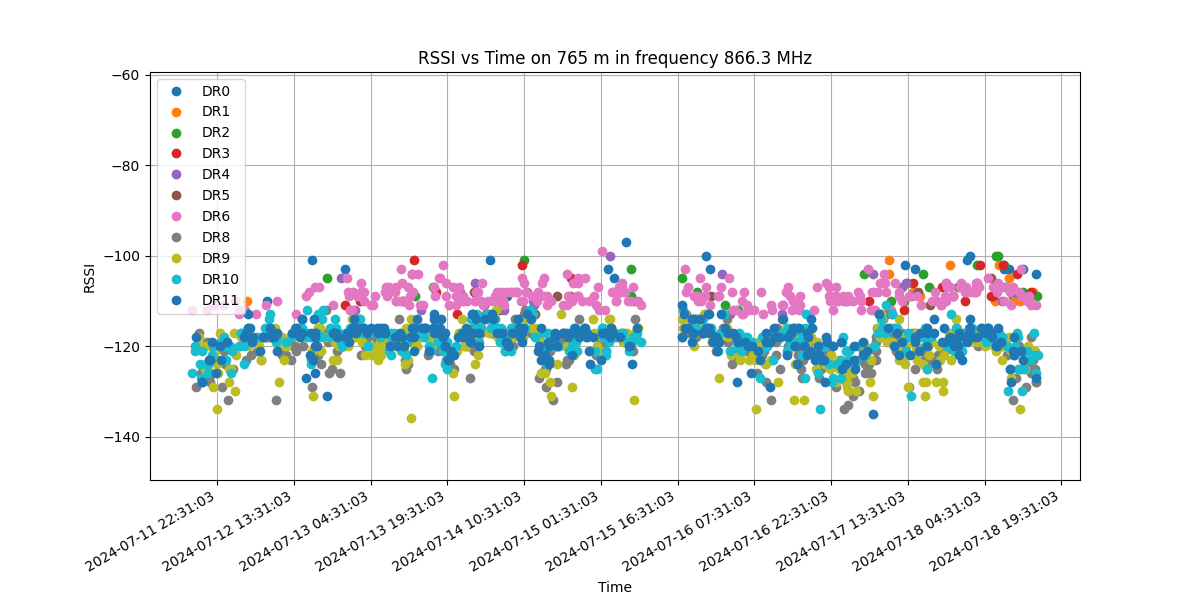 RSSI vs Time on 765 m in frequency 866.3 MHz
RSSI
−60
−80
−100
−120
−140
DR0
DR1
DR2
DR3
DR4
DR5
DR6
DR8
DR9
DR10
DR11
2024-07-11 22:31:03
2024-07-12 13:31:03
2024-07-13 04:31:03
2024-07-13 19:31:03
2024-07-14 10:31:03
2024-07-15 01:31:03
2024-07-15 16:31:03
2024-07-16 07:31:03
2024-07-16 22:31:03
2024-07-17 13:31:03
2024-07-18 04:31:03
2024-07-18 19:31:03
Time